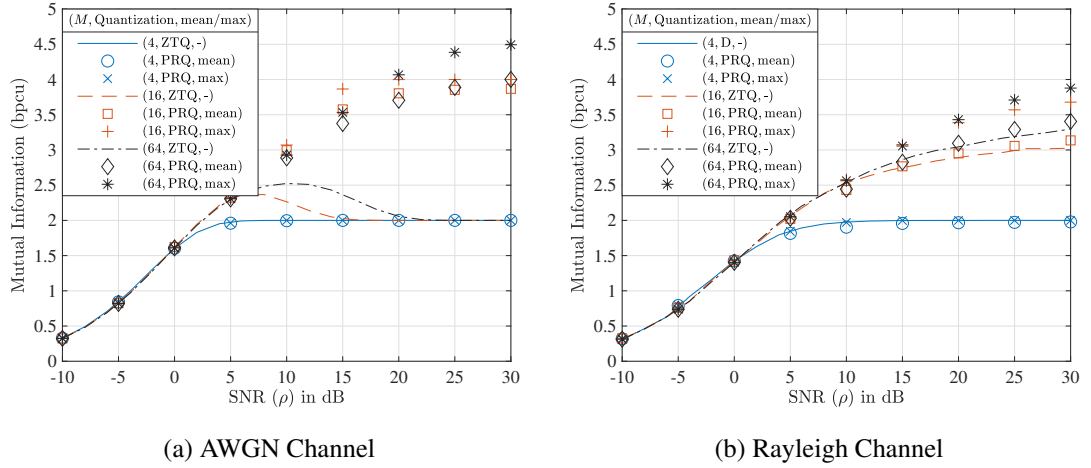 (M, Quantization, mean/max)
(4, ZTQ, -)
(4, PRQ, mean)
(4, PRQ, max)
(16, ZTQ, -)
(16, PRQ, mean)
(16, PRQ, max)
(64, ZTQ, -)
(64, PRQ, mean)
(64, PRQ, max)
Mutual Information (bpcu)
5
4.5
4
3.5
3
2.5
2
1.5
1
0.5
0
-10 -5 0 5 10 15 20 25 30
SNR (ρ) in dB
(a) AWGN Channel
(M, Quantization, mean/max)
(4, D, -)
(4, PRQ, mean)
(4, PRQ, max)
(16, ZTQ, -)
(16, PRQ, mean)
(16, PRQ, max)
(64, ZTQ, -)
(64, PRQ, mean)
(64, PRQ, max)
Mutual Information (bpcu)
5
4.5
4
3.5
3
2.5
2
1.5
1
0.5
0
-10 -5 0 5 10 15 20 25 30
SNR (ρ) in dB
(b) Rayleigh Channel